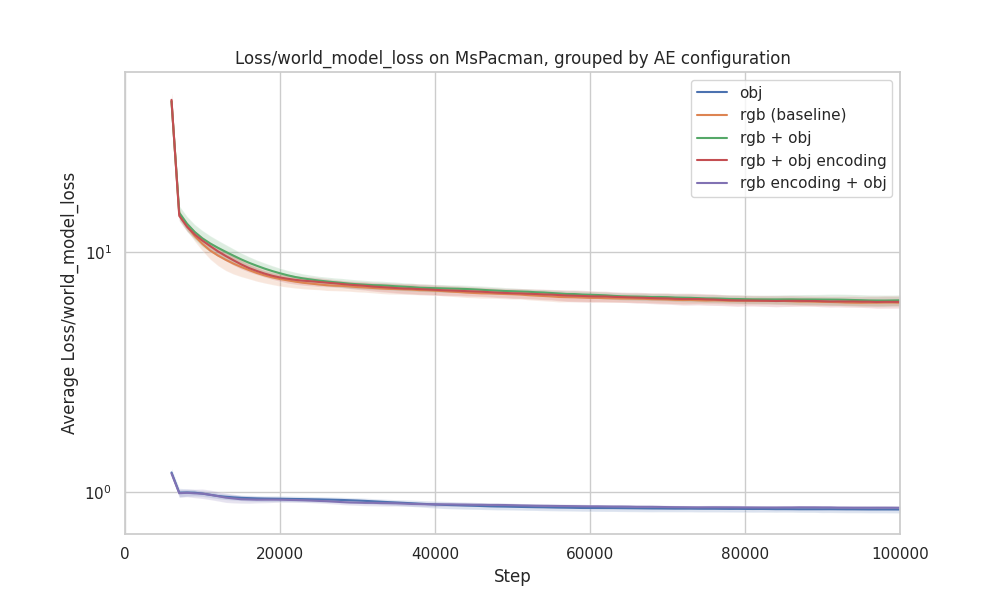 Loss/world_model_loss on MsPacman, grouped by AE configuration
obj
rgb (baseline)
rgb + obj
rgb + obj encoding
rgb encoding + obj
Average Loss/world_model_loss
10¹
10⁰
0 20000 40000 60000 80000 100000
Step